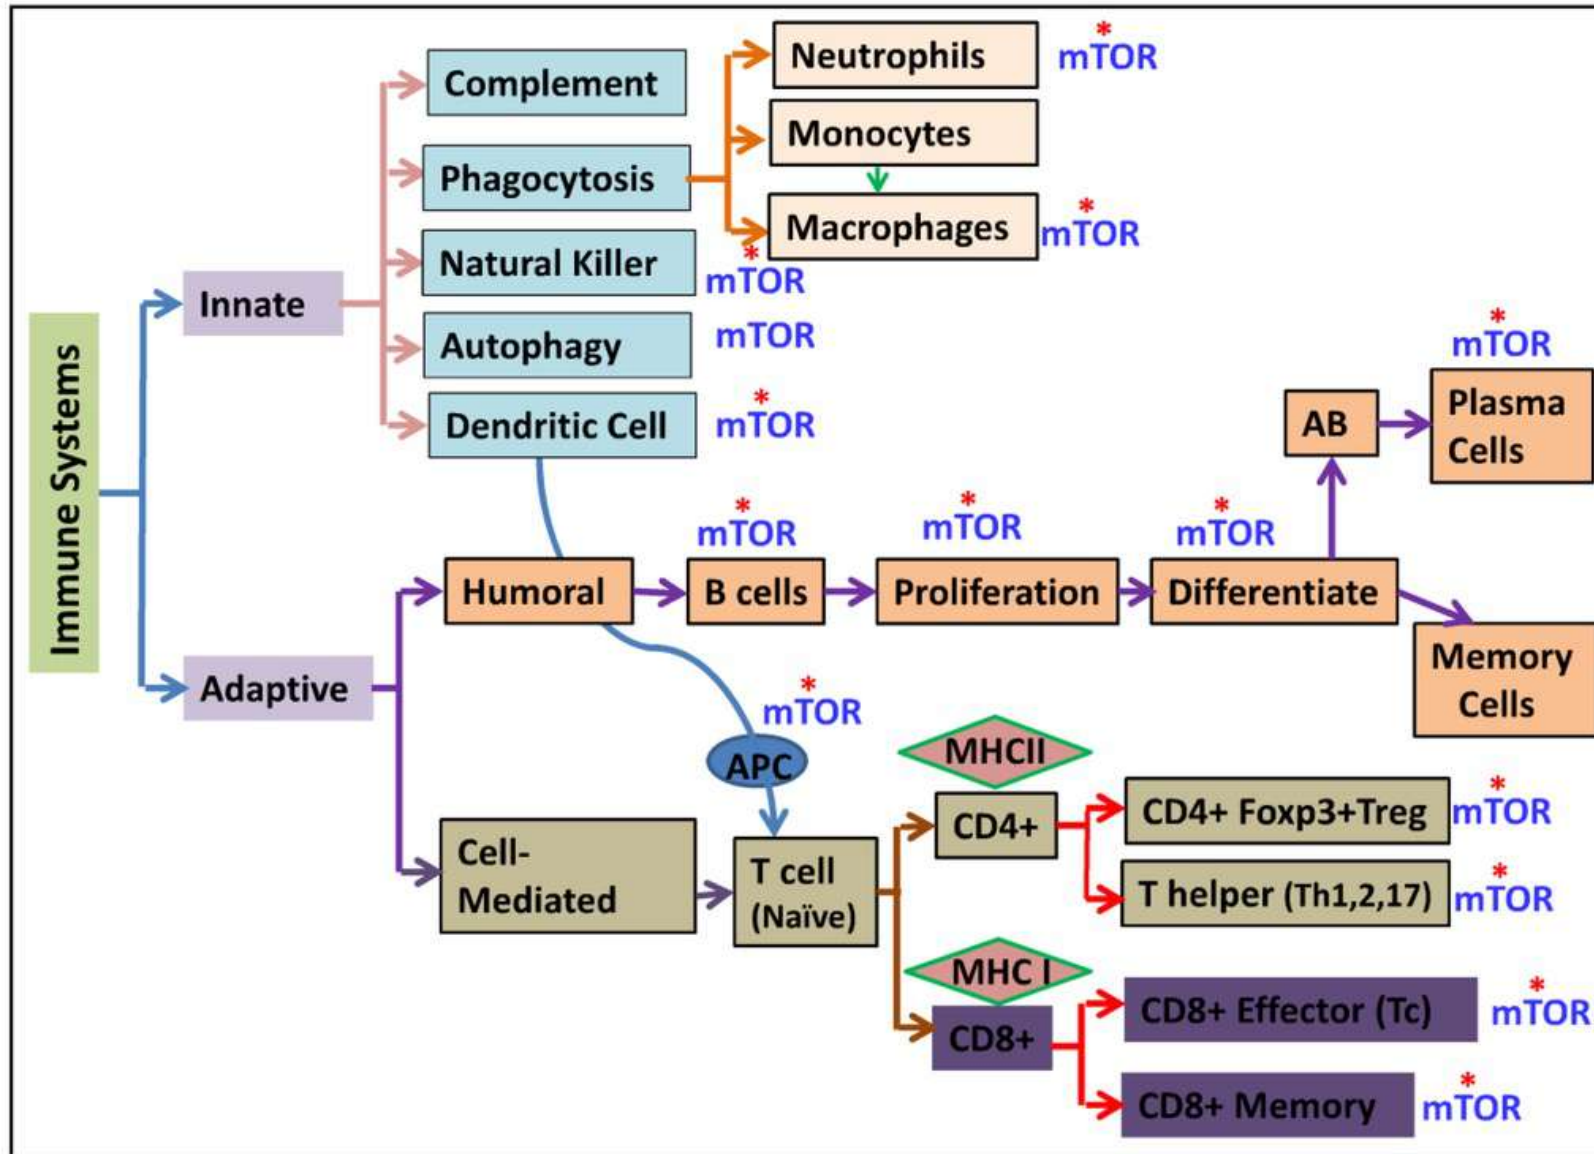 Immune Systems
Innate
Adaptive
Complement
Phagocytosis
Natural Killer
*
mTOR
Autophagy
mTOR
Dendritic Cell
*
mTOR
Neutrophils
*
mTOR
Monocytes
Macrophages
*
mTOR
Humoral
B cells
*
mTOR
Proliferation
*
mTOR
Differentiate
*
mTOR
AB
Plasma
Cells
*
mTOR
Memory
Cells
APC
*
mTOR
Cell-
Mediated
T cell
(Naïve)
MHCII
CD4+
CD4+ Foxp3+Treg
*
mTOR
T helper (Th1,2,17)
*
mTOR
MHC I
CD8+
CD8+ Effector (Tc)
*
mTOR
CD8+ Memory
*
mTOR